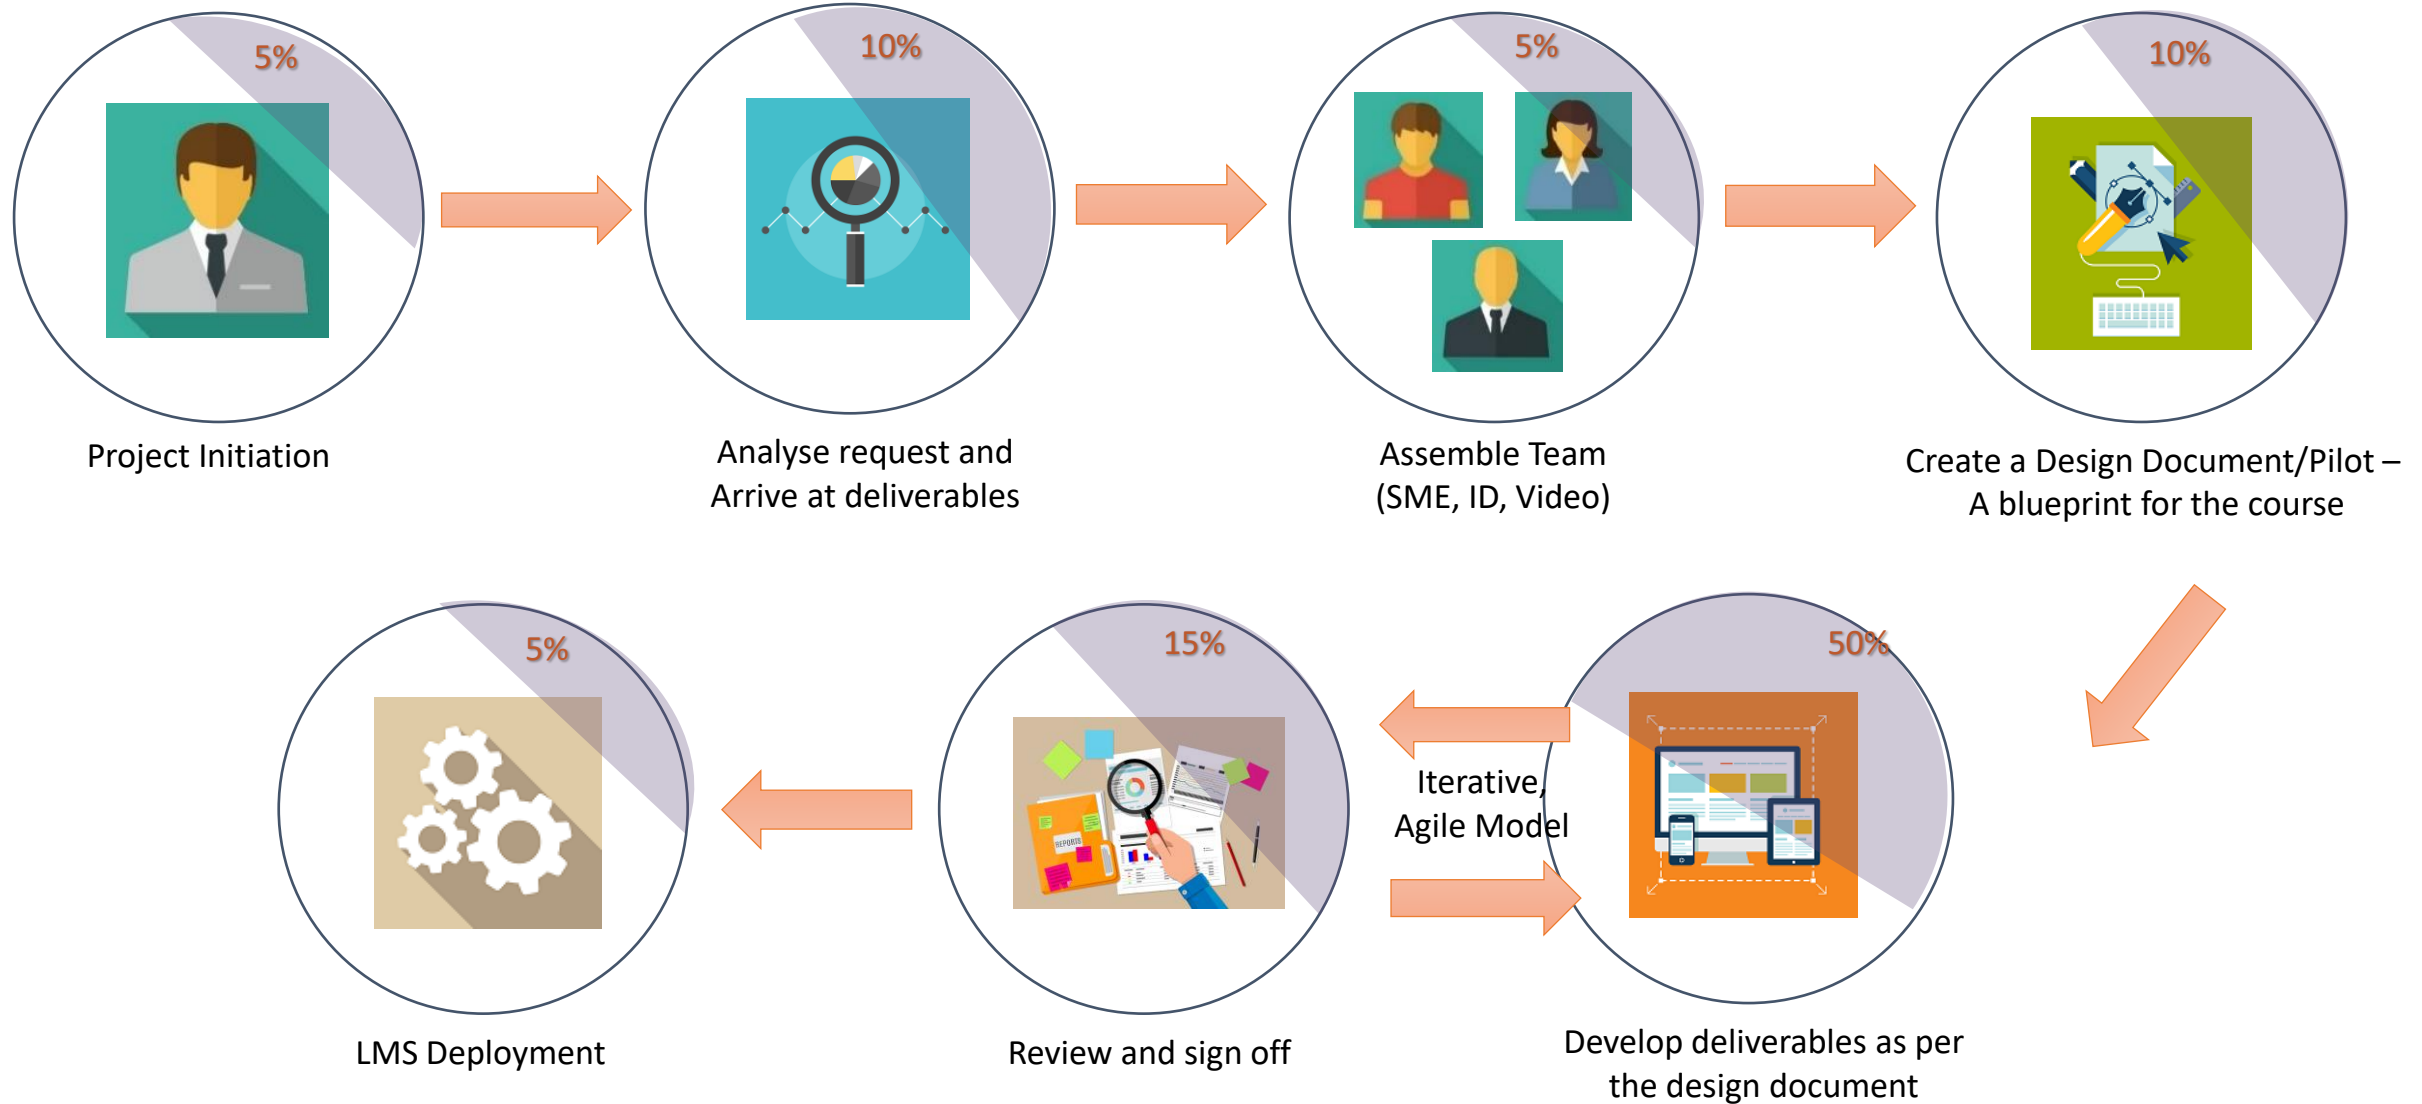 5%
10%
5%
10%
Project Initiation
Analyse request and
Arrive at deliverables
Assemble Team
(SME, ID, Video)
Create a Design Document/Pilot –
A blueprint for the course
50%
15%
5%
REPORTS
Iterative,
Agile Model
Develop deliverables as per
the design document
Review and sign off
LMS Deployment